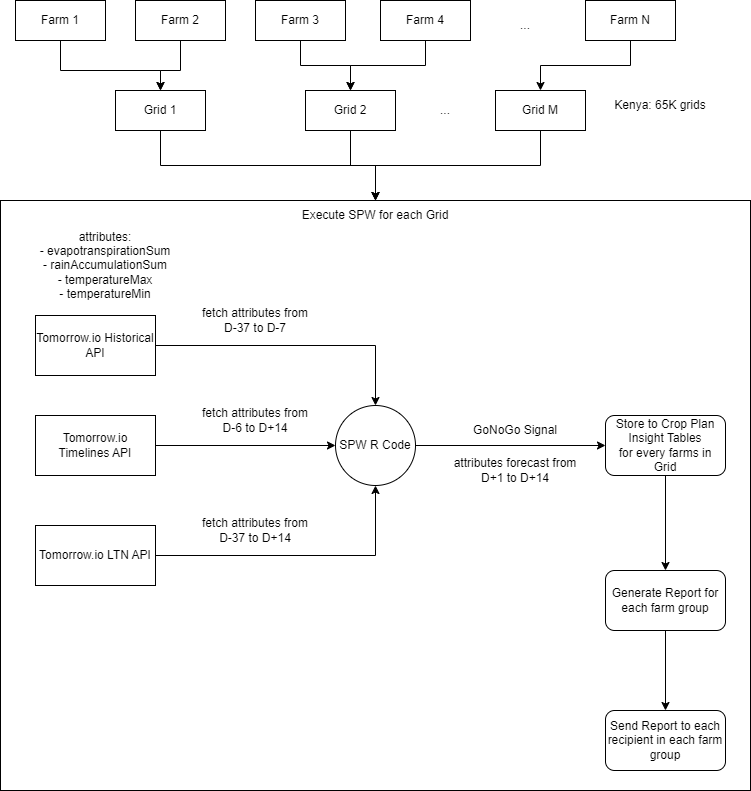 Farm 1
Farm 2
Farm 3
Farm 4
...
Farm N
Grid 1
Grid 2
...
Grid M
Kenya: 65K grids
Execute SPW for each Grid
attributes:
- evapotranspirationSum
- rainAccumulationSum
- temperatureMax
- temperatureMin
Tomorrow.io Historical
API
fetch attributes from
D-37 to D-7
Tomorrow.io
Timelines API
fetch attributes from
D-6 to D+14
SPW R Code
GoNoGo Signal
attributes forecast from
D+1 to D+14
Store to Crop Plan
Insight Tables
for every farms in
Grid
Tomorrow.io LTN API
fetch attributes from
D-37 to D+14
Generate Report for
each farm group
Send Report to each
recipient in each farm
group